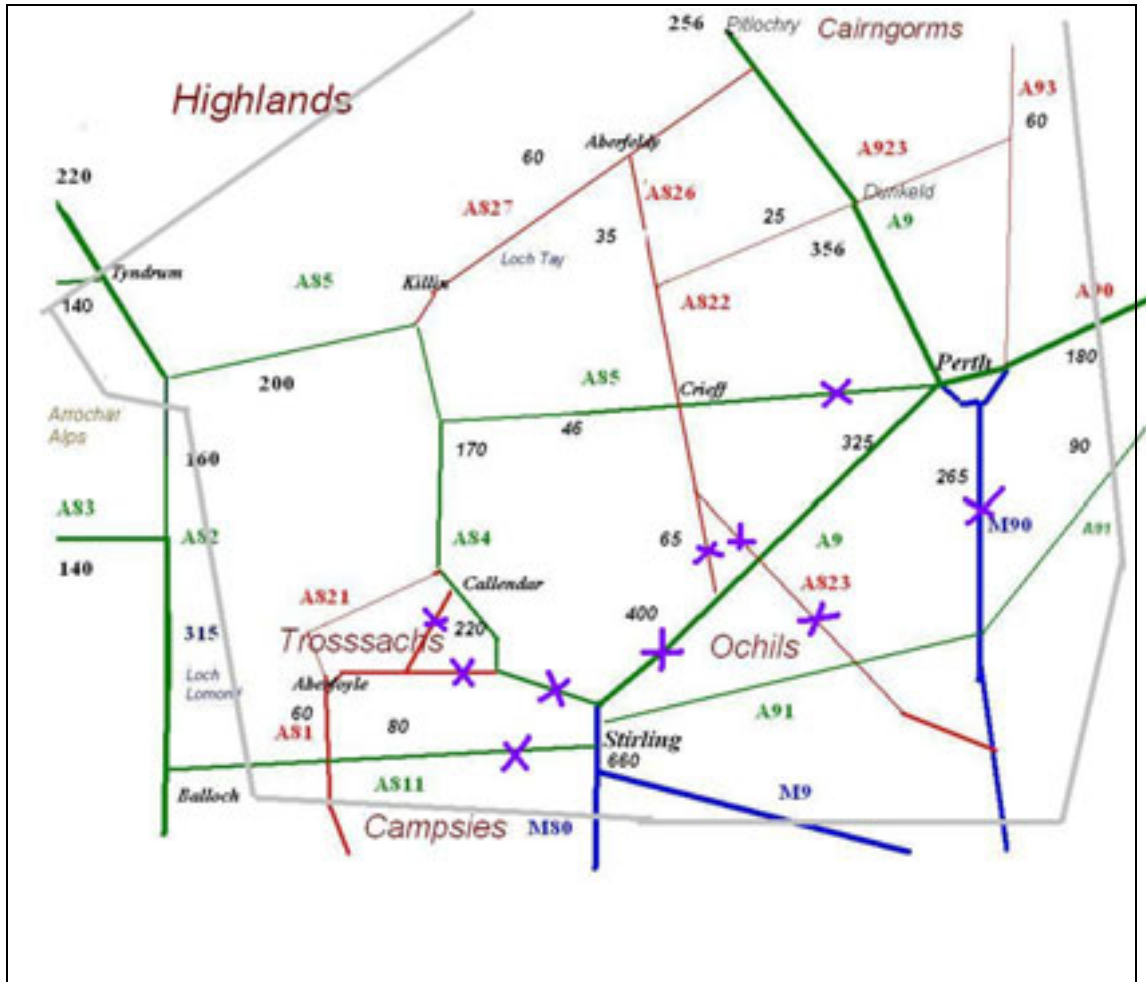 256
Pitlochry
Cairngorms
Highlands
A93
60
Aberfeldy
60
A923
220
A826
Dunkeld
A827
25
A9
35
356
Loch Tay
Tyndrum
A85
Killin
140
A822
A90
Perth
180
200
A85
Crieff
Arrochar
Alps
46
170
325
90
160
265
A83
M90
A82
A84
65
A9
A91
140
Callendar
A823
A821
400
315
220
Trosssachs
Ochils
Loch
Lomond
Aberfoyle
60
A81
80
A91
Stirling
660
Balloch
A811
M9
Campsies
M80